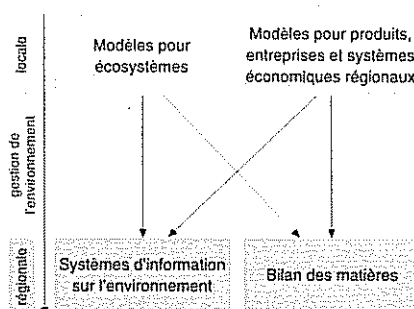 locale
gestion de
l'environnement
régionale
Modèles pour
écosystèmes
Modèles pour produits,
entreprises et systèmes
économiques régionaux
Systèmes d'information
sur l'environnement
Bilan des matières